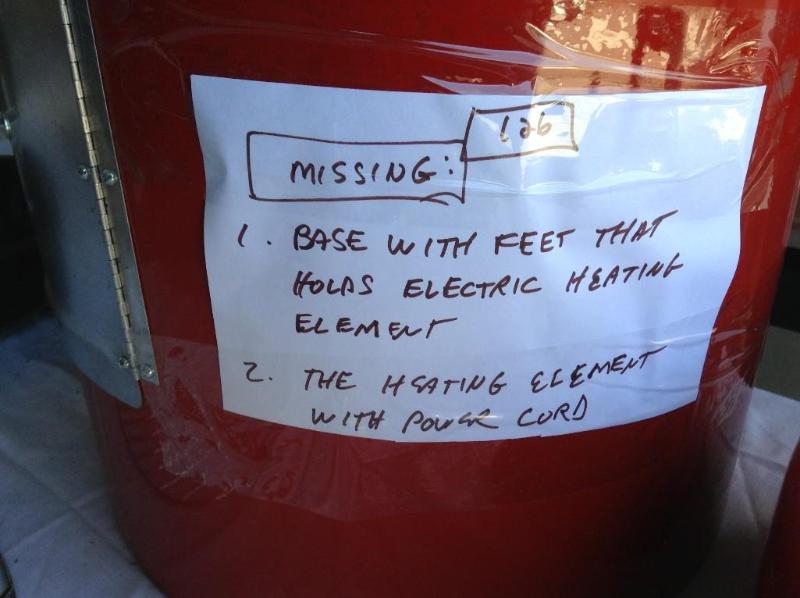 126
MISSING:
1. BASE WITH FEET THAT
HOLDS ELECTRIC HEATING
ELEMENT
2. THE HEATING ELEMENT
WITH POWER CORD